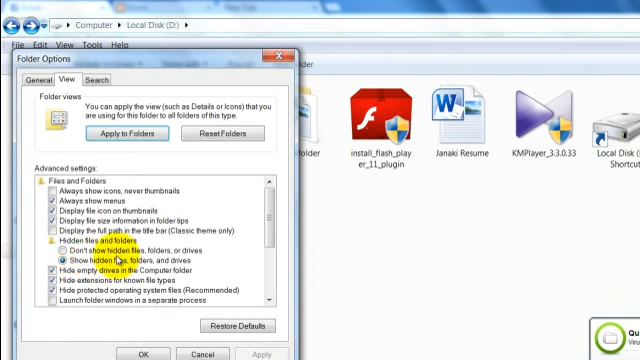 Computer
Local Disk (D:)
File Edit View Tools Help
Folder Options
General View Search
Folder views
You can apply the view (such as Details or Icons) that you
are using for this folder to all folders of this type.
Apply to Folders Reset Folders
Advanced settings:
Files and Folders
Always show icons, never thumbnails
Always show menus
Display file icon on thumbnails
Display file size information in folder tips
Display the full path in the title bar (Classic theme only)
Hidden files and folders
Don't show hidden files, folders, or drives
Show hidden files, folders, and drives
Hide empty drives in the Computer folder
Hide extensions for known file types
Hide protected operating system files (Recommended)
Launch folder windows in a separate process
Restore Defaults
OK Cancel Apply
install_flash_play
er_11_plugin
Janaki Resume
KMPlayer_3.3.0.33
Local Disk (
Shortcu
Qu
Viru